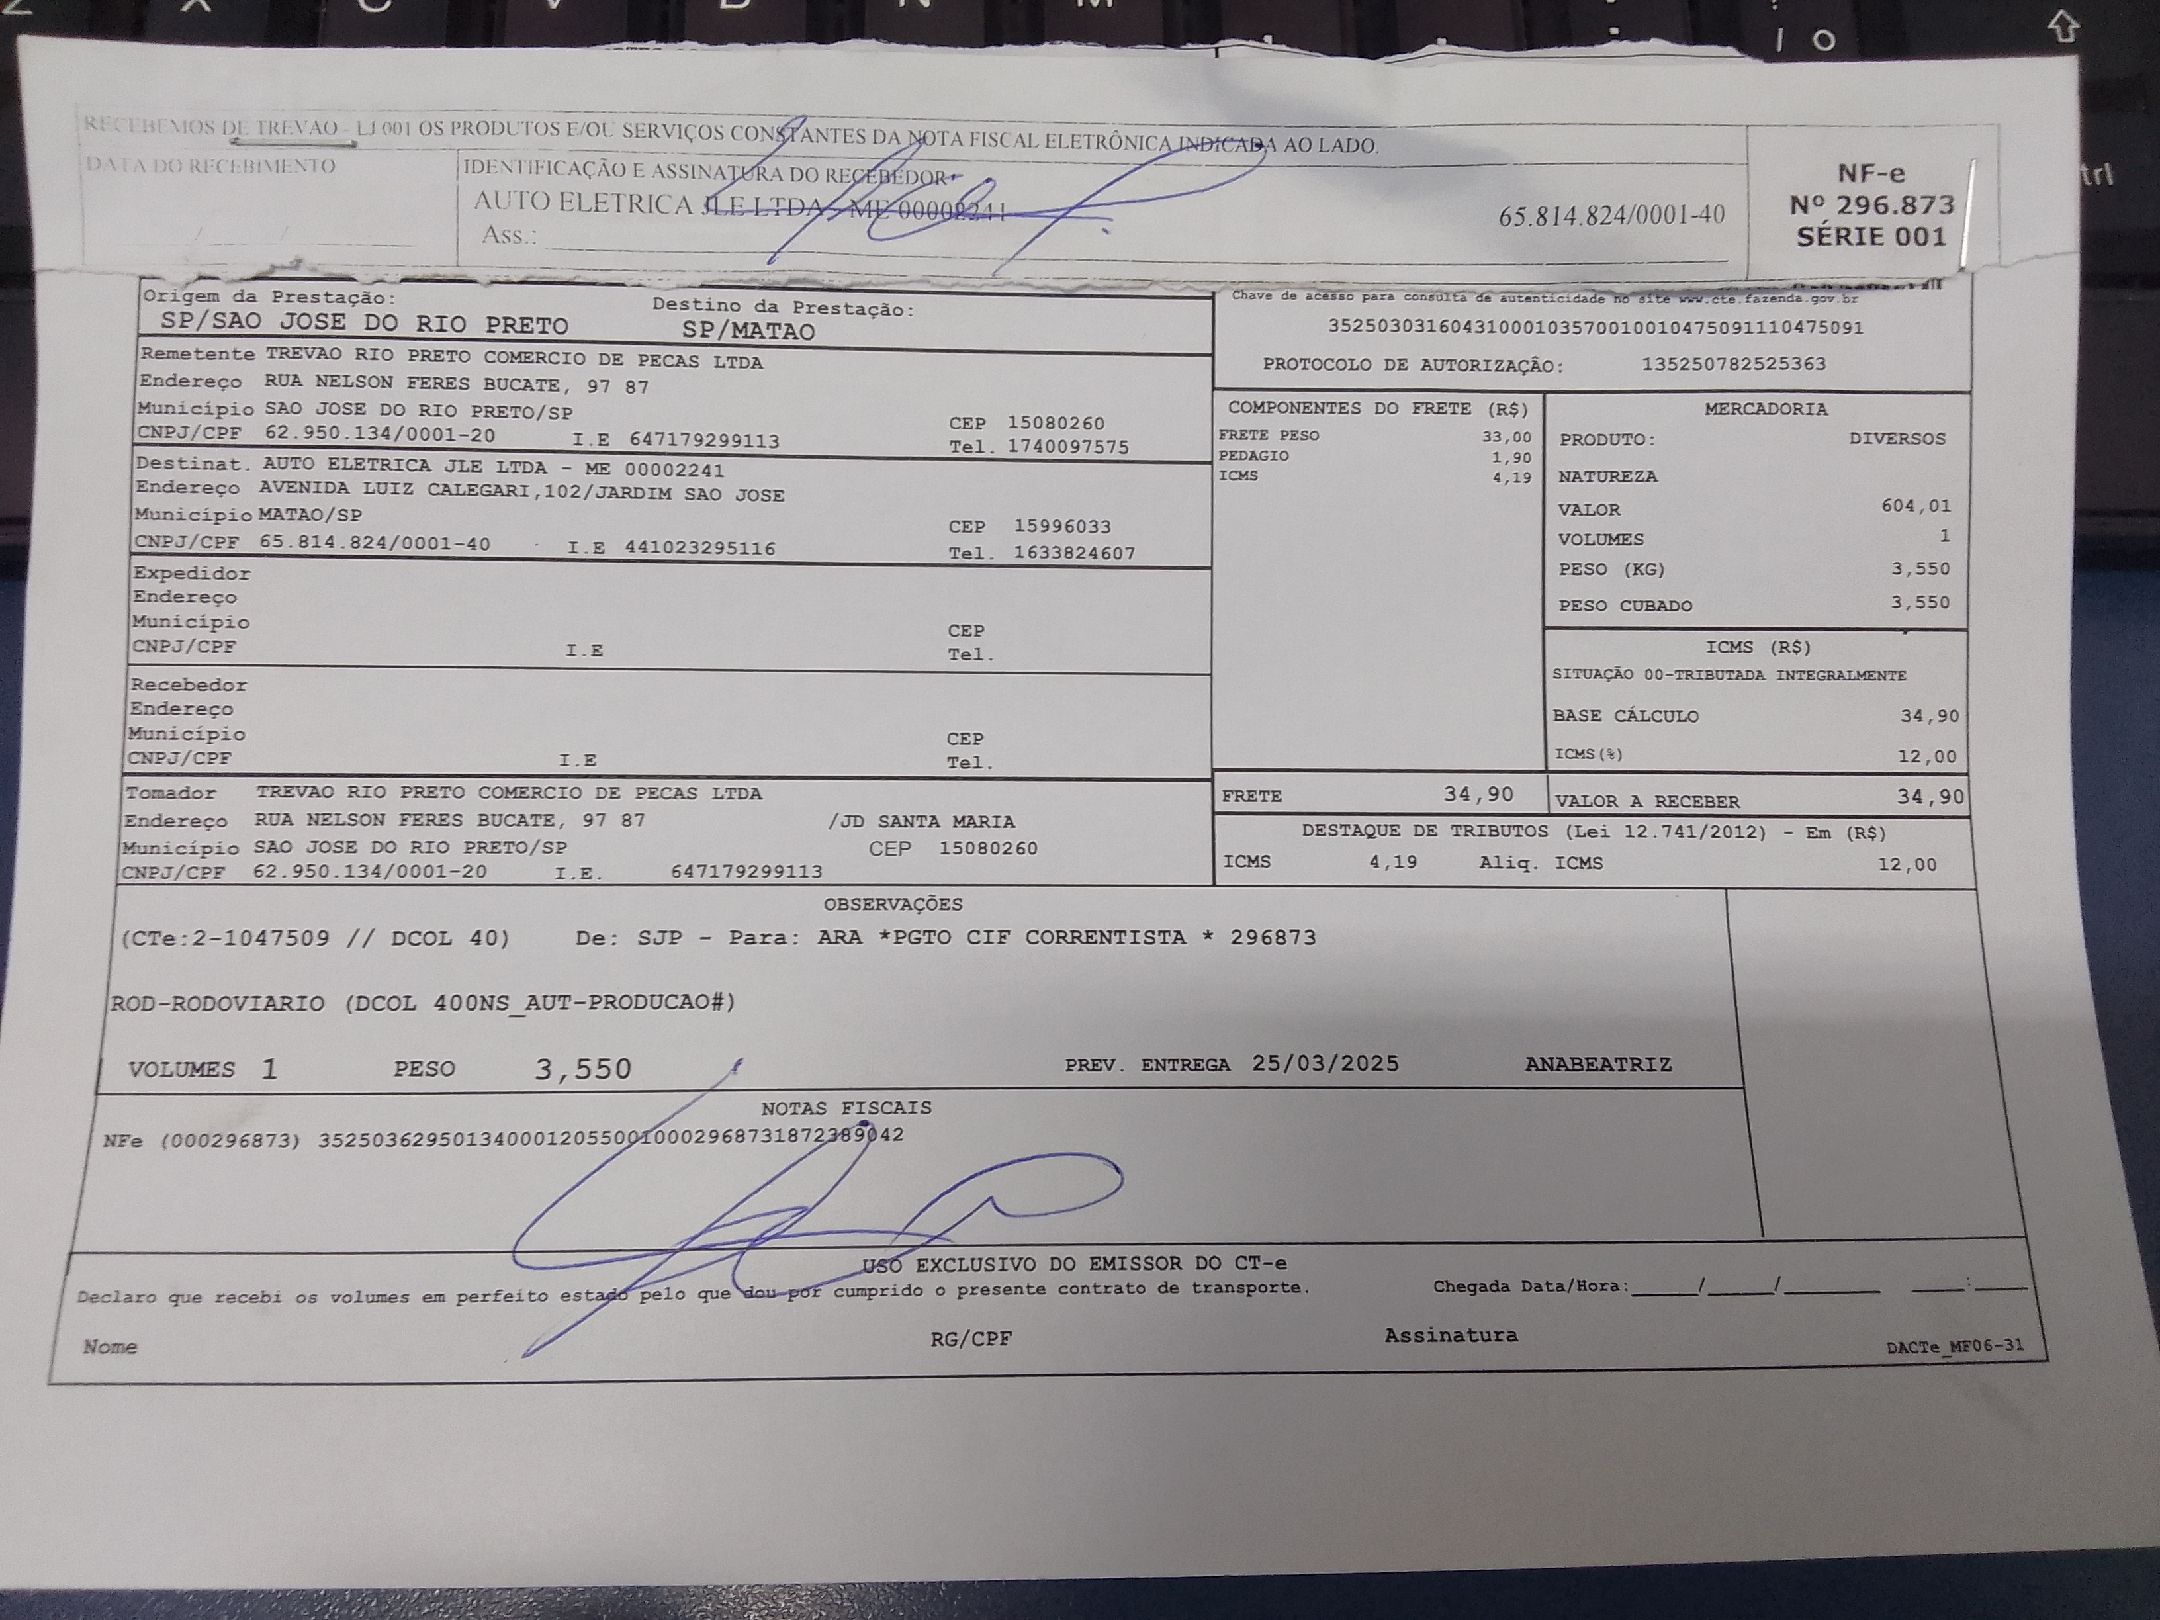 RECEBEMOS DE TREVAO - LJ 001 OS PRODUTOS E/OU SERVIÇOS CONSTANTES DA NOTA FISCAL ELETRÔNICA INDICADA AO LADO.
DATA DO RECEBIMENTO
IDENTIFICAÇÃO E ASSINATURA DO RECEBEDOR
AUTO ELETRICA JLE LTDA - ME 00002241
65.814.824/0001-40
Ass.:
NF-e
Nº 296.873
SÉRIE 001
Origem da Prestação:
SP/SAO JOSE DO RIO PRETO
Destino da Prestação:
SP/MATAO
Chave de acesso para consulta de autenticidade no site www.cte.fazenda.gov.br
35250303160431000103570010010475091110475091
PROTOCOLO DE AUTORIZAÇÃO: 135250782525363
Remetente TREVAO RIO PRETO COMERCIO DE PECAS LTDA
Endereço RUA NELSON FERES BUCATE, 97 87
Município SAO JOSE DO RIO PRETO/SP CEP 15080260
CNPJ/CPF 62.950.134/0001-20 I.E 647179299113 Tel. 1740097575
Destinat. AUTO ELETRICA JLE LTDA - ME 00002241
Endereço AVENIDA LUIZ CALEGARI,102/JARDIM SAO JOSE
Município MATAO/SP CEP 15996033
CNPJ/CPF 65.814.824/0001-40 I.E 441023295116 Tel. 1633824607
Expedidor
Endereço
Município CEP
CNPJ/CPF I.E Tel.
Recebedor
Endereço
Município CEP
CNPJ/CPF I.E Tel.
Tomador TREVAO RIO PRETO COMERCIO DE PECAS LTDA
Endereço RUA NELSON FERES BUCATE, 97 87 /JD SANTA MARIA
Município SAO JOSE DO RIO PRETO/SP CEP 15080260
CNPJ/CPF 62.950.134/0001-20 I.E. 647179299113
COMPONENTES DO FRETE (R$)
FRETE PESO 33,00
PEDAGIO 1,90
ICMS 4,19
MERCADORIA
PRODUTO: DIVERSOS
NATUREZA
VALOR 604,01
VOLUMES 1
PESO (KG) 3,550
PESO CUBADO 3,550
ICMS (R$)
SITUAÇÃO 00-TRIBUTADA INTEGRALMENTE
BASE CÁLCULO 34,90
ICMS(%) 12,00
FRETE 34,90
VALOR A RECEBER 34,90
DESTAQUE DE TRIBUTOS (Lei 12.741/2012) - Em (R$)
ICMS 4,19 Aliq. ICMS 12,00
OBSERVAÇÕES
(CTe:2-1047509 // DCOL 40) De: SJP - Para: ARA *PGTO CIF CORRENTISTA * 296873
ROD-RODOVIARIO (DCOL 400NS_AUT-PRODUCAO#)
VOLUMES 1 PESO 3,550 PREV. ENTREGA 25/03/2025 ANABEATRIZ
NOTAS FISCAIS
NFe (000296873) 35250362950134000120550010002968731872389042
USO EXCLUSIVO DO EMISSOR DO CT-e
Declaro que recebi os volumes em perfeito estado pelo que dou por cumprido o presente contrato de transporte. Chegada Data/Hora:_____/_____/_______ ____:____
Nome RG/CPF Assinatura DACTe_MF06-31